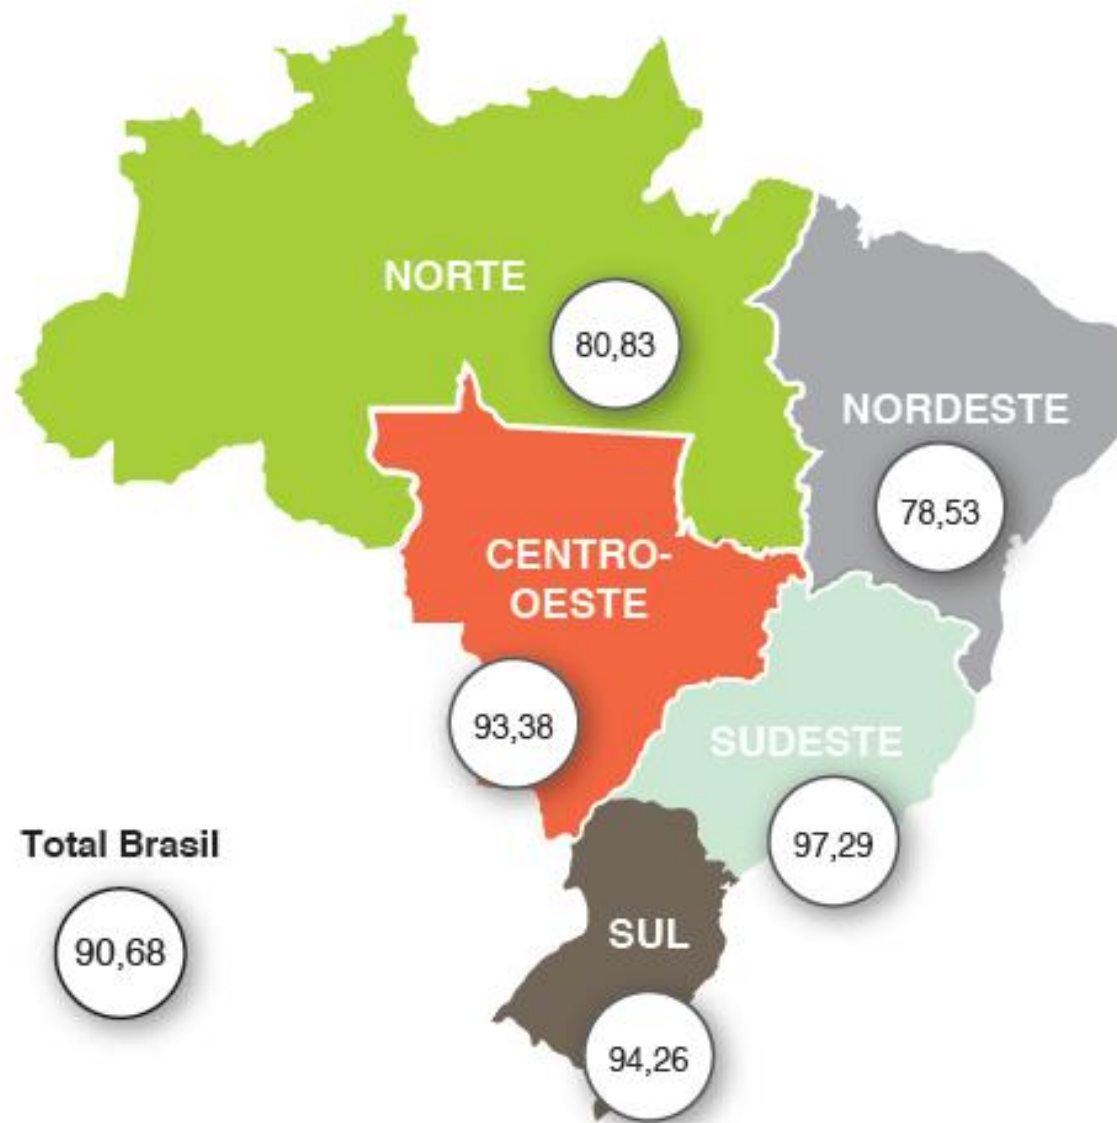 NORTE
80,83
NORDESTE
78,53
CENTRO-
OESTE
93,38
SUDESTE
97,29
Total Brasil
90,68
SUL
94,26